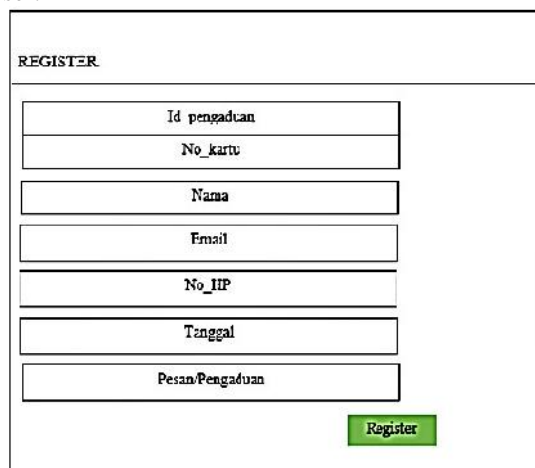 REGISTER
Id pengaduan
No_kartu
Nama
Email
No_HP
Tanggal
Pesan/Pengaduan
Register